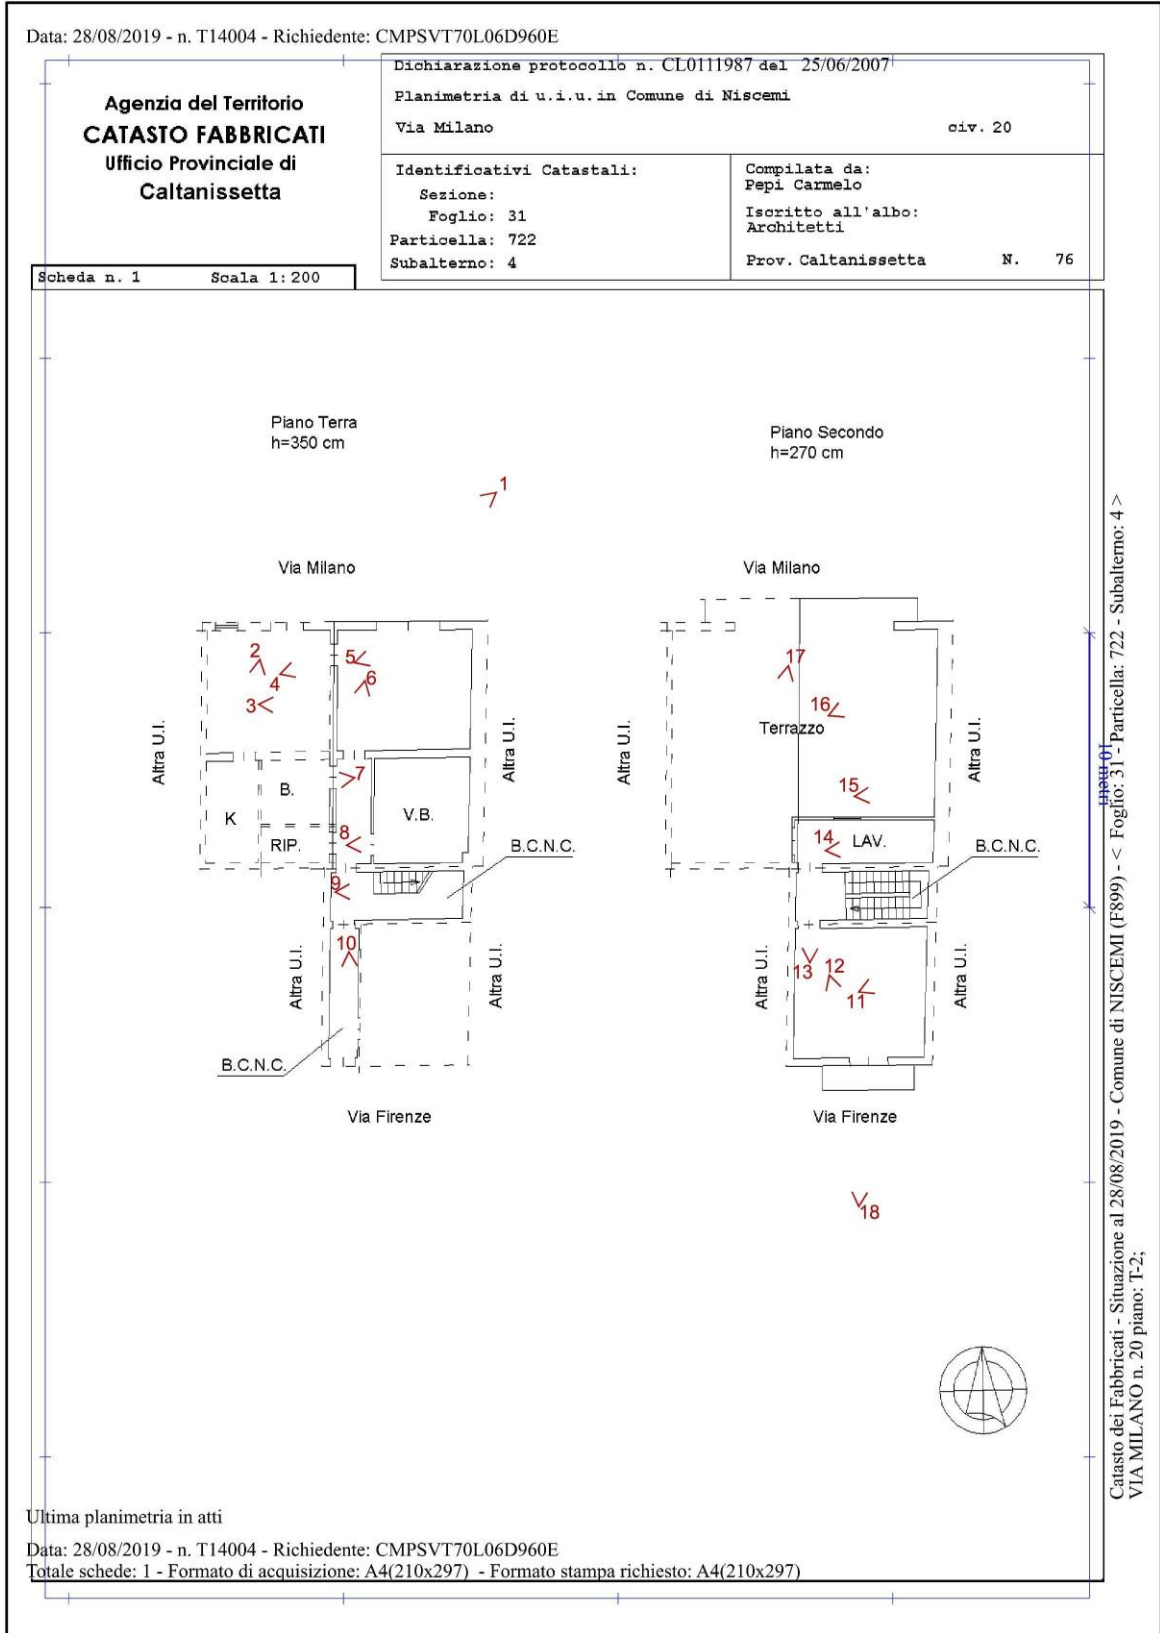 Data: 28/08/2019 - n. T14004 - Richiedente: CMPSVT70L06D960E
Agenzia del Territorio
CATASTO FABBRICATI
Ufficio Provinciale di
Caltanissetta
Dichiarazione protocollo n. CL0111987 del 25/06/2007
Planimetria di u.i.u. in Comune di Niscemi
Via Milano civ. 20
Identificativi Catastali:
Sezione:
Foglio: 31
Particella: 722
Subalterno: 4
Compilata da:
Pepi Carmelo
Iscritto all'albo:
Architetti
Prov. Caltanissetta N. 76
Scheda n. 1 Scala 1:200
Piano Terra
h=350 cm
1
Via Milano
2
5
4
6
3
Altra U.I.
Altra U.I.
7
B.
K
V.B.
RIP.
8
B.C.N.C.
9
10
Altra U.I.
Altra U.I.
B.C.N.C.
Via Firenze
Piano Secondo
h=270 cm
Via Milano
17
16
Terrazzo
Altra U.I.
Altra U.I.
15
14
LAV.
B.C.N.C.
13
12
11
Altra U.I.
Altra U.I.
Via Firenze
18
10 metri
Catasto dei Fabbricati - Situazione al 28/08/2019 - Comune di NISCEMI (F899) - < Foglio: 31 - Particella: 722 - Subalterno: 4 >
VIA MILANO n. 20 piano: T-2;
Ultima planimetria in atti
Data: 28/08/2019 - n. T14004 - Richiedente: CMPSVT70L06D960E
Totale schede: 1 - Formato di acquisizione: A4(210x297) - Formato stampa richiesto: A4(210x297)